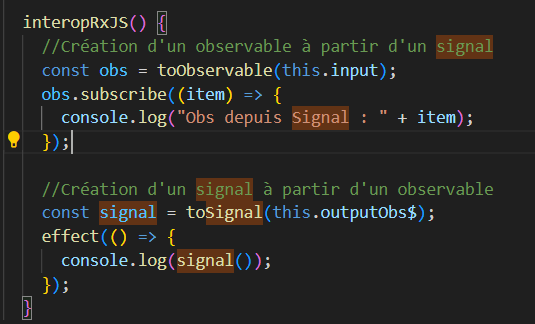 interopRxJS() {
//Création d'un observable à partir d'un signal
const obs = toObservable(this.input);
obs.subscribe((item) => {
console.log("Obs depuis Signal : " + item);
});
//Création d'un signal à partir d'un observable
const signal = toSignal(this.outputObs$);
effect(() => {
console.log(signal());
});
}